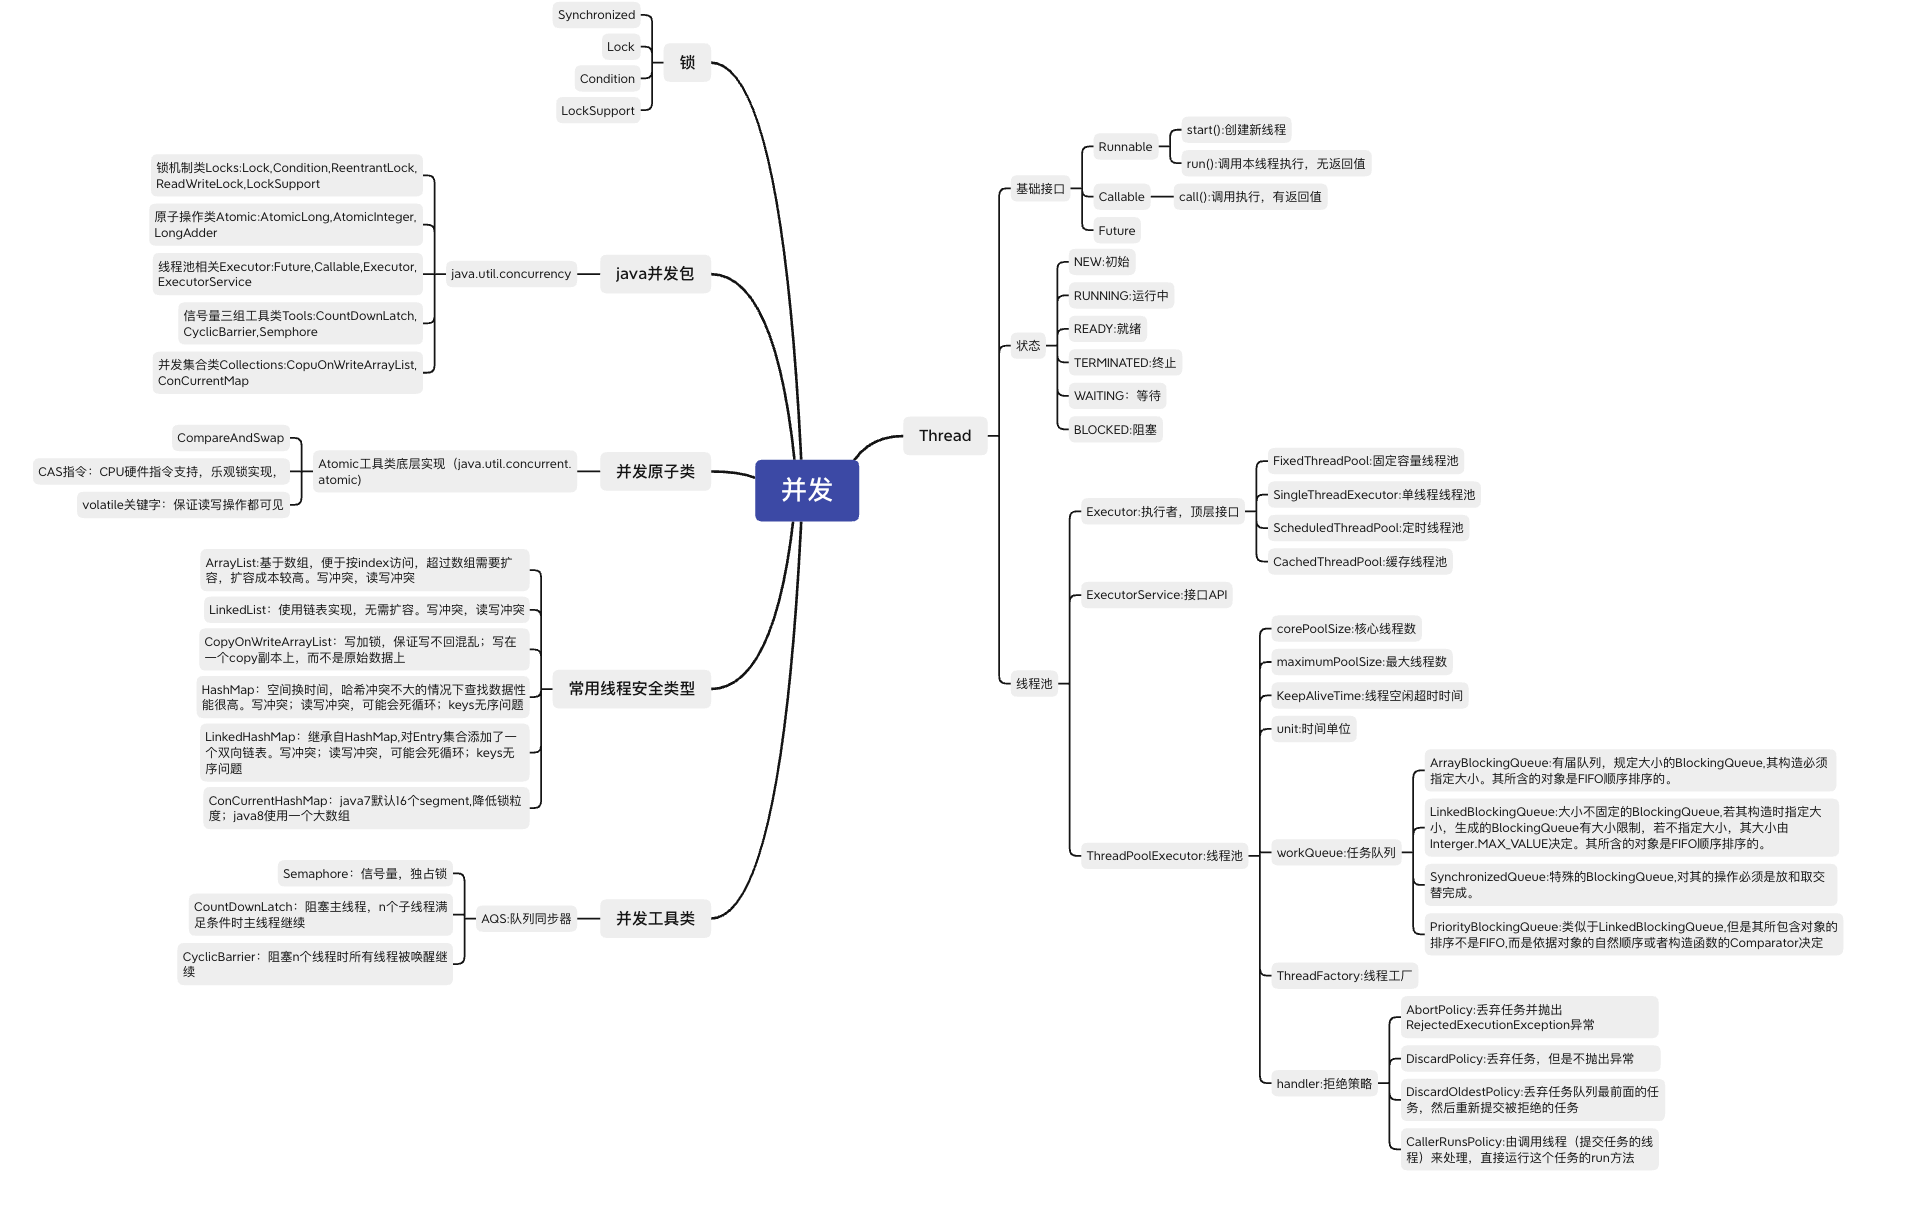 并发
锁
Synchronized
Lock
Condition
LockSupport
java并发包
java.util.concurrency
锁机制类Locks:Lock,Condition,ReentrantLock,
ReadWriteLock,LockSupport
原子操作类Atomic:AtomicLong,AtomicInteger,
LongAdder
线程池相关Executor:Future,Callable,Executor,
ExecutorService
信号量三组工具类Tools:CountDownLatch,
CyclicBarrier,Semphore
并发集合类Collections:CopuOnWriteArrayList,
ConCurrentMap
并发原子类
Atomic工具类底层实现（java.util.concurrent.
atomic)
CompareAndSwap
CAS指令：CPU硬件指令支持，乐观锁实现，
volatile关键字：保证读写操作都可见
常用线程安全类型
ArrayList:基于数组，便于按index访问，超过数组需要扩
容，扩容成本较高。写冲突，读写冲突
LinkedList：使用链表实现，无需扩容。写冲突，读写冲突
CopyOnWriteArrayList：写加锁，保证写不回混乱；写在
一个copy副本上，而不是原始数据上
HashMap：空间换时间，哈希冲突不大的情况下查找数据性
能很高。写冲突；读写冲突，可能会死循环；keys无序问题
LinkedHashMap：继承自HashMap,对Entry集合添加了一
个双向链表。写冲突；读写冲突，可能会死循环；keys无
序问题
ConCurrentHashMap：java7默认16个segment,降低锁粒
度；java8使用一个大数组
并发工具类
AQS:队列同步器
Semaphore：信号量，独占锁
CountDownLatch：阻塞主线程，n个子线程满
足条件时主线程继续
CyclicBarrier：阻塞n个线程时所有线程被唤醒继
续
Thread
基础接口
Runnable
start():创建新线程
run():调用本线程执行，无返回值
Callable
call():调用执行，有返回值
Future
状态
NEW:初始
RUNNING:运行中
READY:就绪
TERMINATED:终止
WAITING：等待
BLOCKED:阻塞
线程池
Executor:执行者，顶层接口
FixedThreadPool:固定容量线程池
SingleThreadExecutor:单线程线程池
ScheduledThreadPool:定时线程池
CachedThreadPool:缓存线程池
ExecutorService:接口API
ThreadPoolExecutor:线程池
corePoolSize:核心线程数
maximumPoolSize:最大线程数
KeepAliveTime:线程空闲超时时间
unit:时间单位
workQueue:任务队列
ArrayBlockingQueue:有届队列，规定大小的BlockingQueue,其构造必须
指定大小。其所含的对象是FIFO顺序排序的。
LinkedBlockingQueue:大小不固定的BlockingQueue,若其构造时指定大
小，生成的BlockingQueue有大小限制，若不指定大小，其大小由
Interger.MAX_VALUE决定。其所含的对象是FIFO顺序排序的。
SynchronizedQueue:特殊的BlockingQueue,对其的操作必须是放和取交
替完成。
PriorityBlockingQueue:类似于LinkedBlockingQueue,但是其所包含对象的
排序不是FIFO,而是依据对象的自然顺序或者构造函数的Comparator决定
ThreadFactory:线程工厂
handler:拒绝策略
AbortPolicy:丢弃任务并抛出
RejectedExecutionException异常
DiscardPolicy:丢弃任务，但是不抛出异常
DiscardOldestPolicy:丢弃任务队列最前面的任
务，然后重新提交被拒绝的任务
CallerRunsPolicy:由调用线程（提交任务的线
程）来处理，直接运行这个任务的run方法